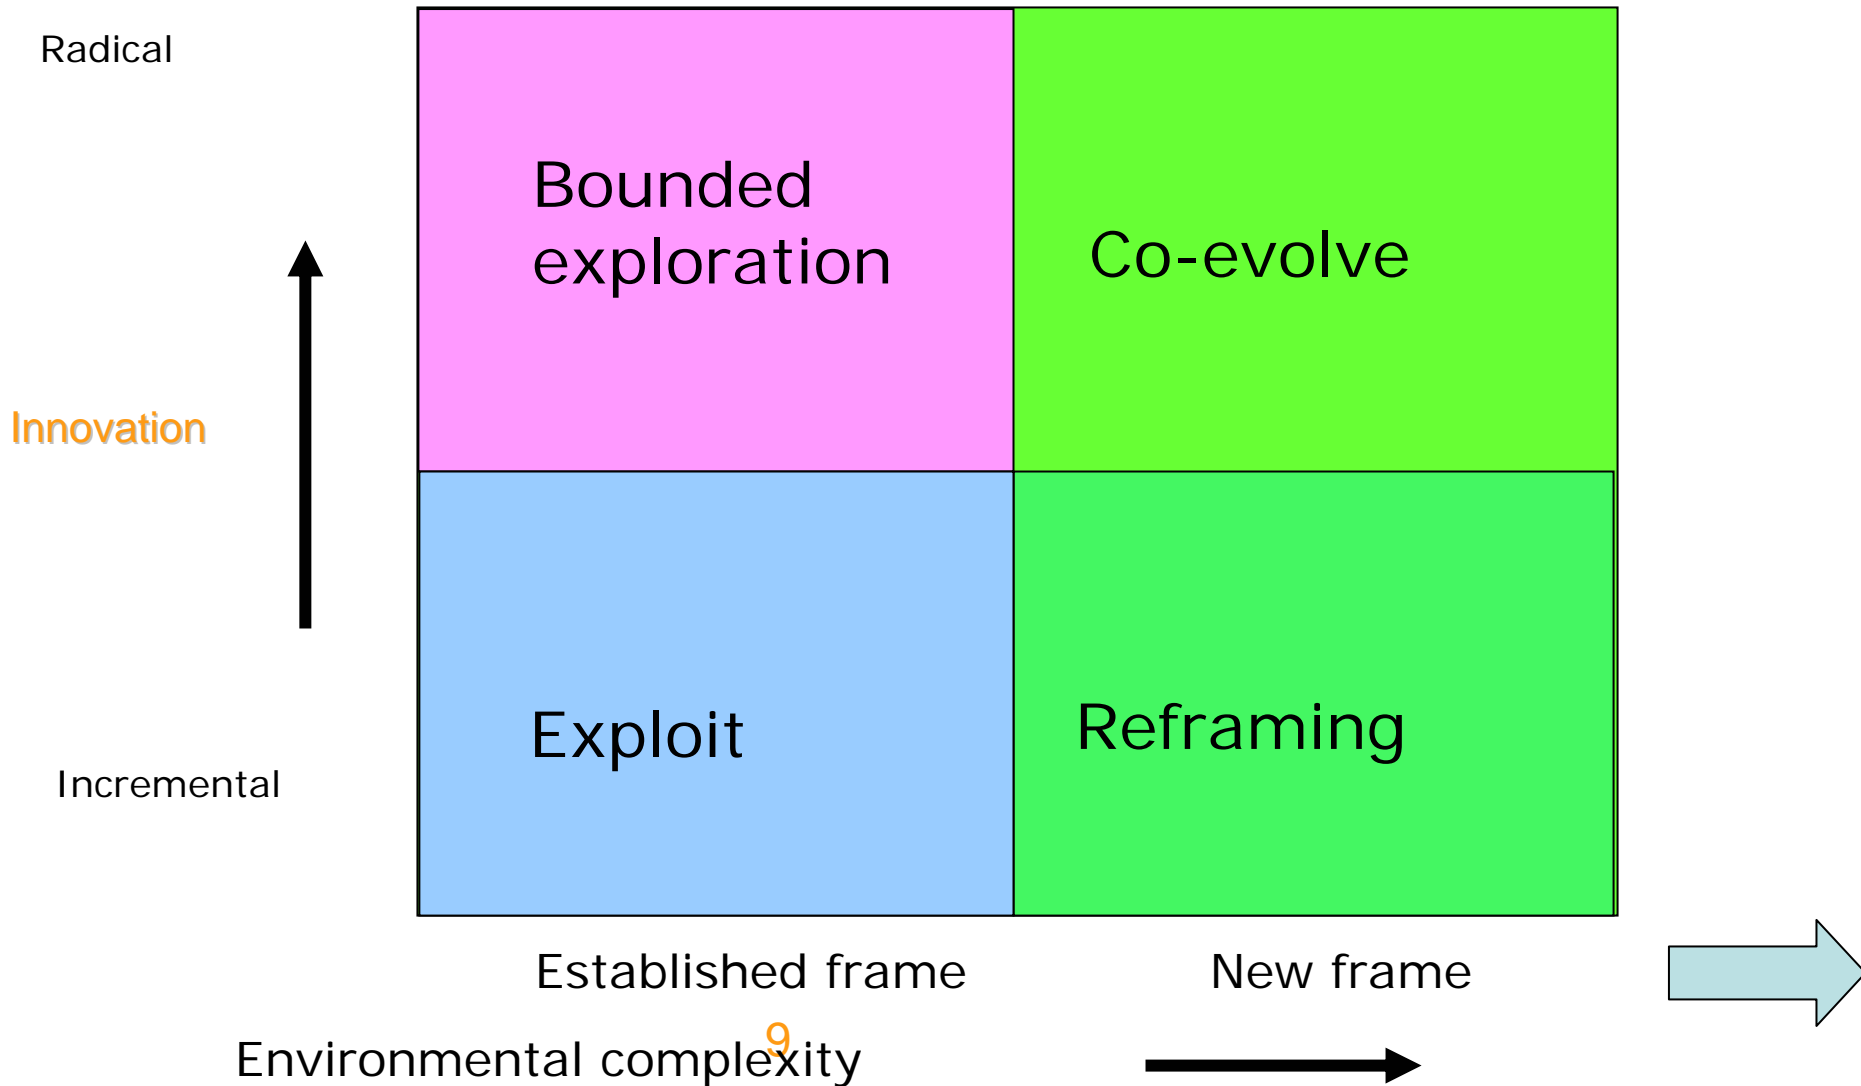 Radical
Bounded
exploration
Co-evolve
Innovation
Exploit
Reframing
Incremental
Established frame
New frame
9
Environmental complexity